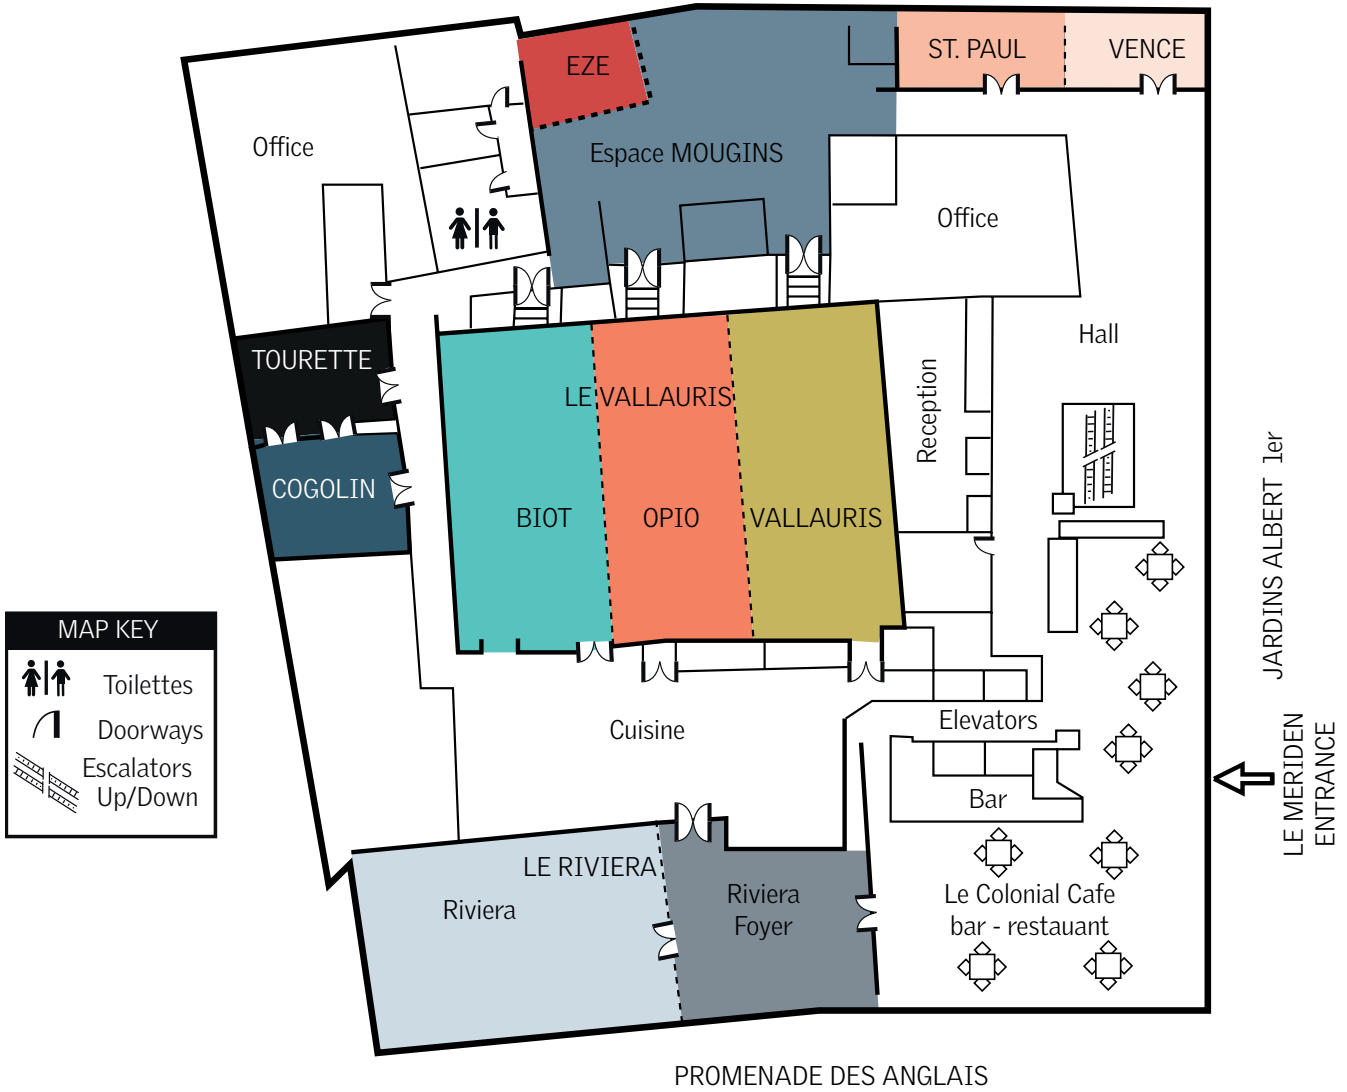 EZE
ST. PAUL
VENCE
Office
Espace MOUGINS
Office
Hall
TOURETTE
LE VALLAURIS
Reception
COGOLIN
BIOT
OPIO
VALLAURIS
JARDINS ALBERT 1er
MAP KEY
Toilettes
Doorways
Escalators
Up/Down
Cuisine
Elevators
Bar
LE MERIDEN
ENTRANCE
LE RIVIERA
Riviera
Riviera
Foyer
Le Colonial Cafe
bar - restauant
PROMENADE DES ANGLAIS